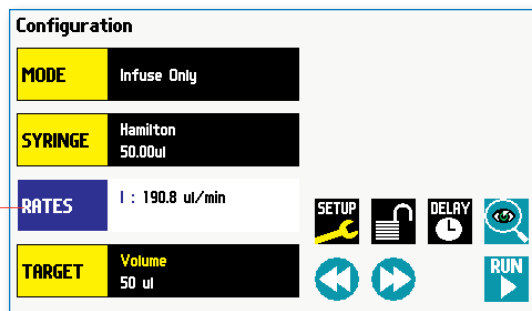 Configuration
MODE
Infuse Only
SYRINGE
Hamilton
50.00ul
RATES
I : 190.8 ul/min
TARGET
Volume
50 ul
SETUP
DELAY
RUN